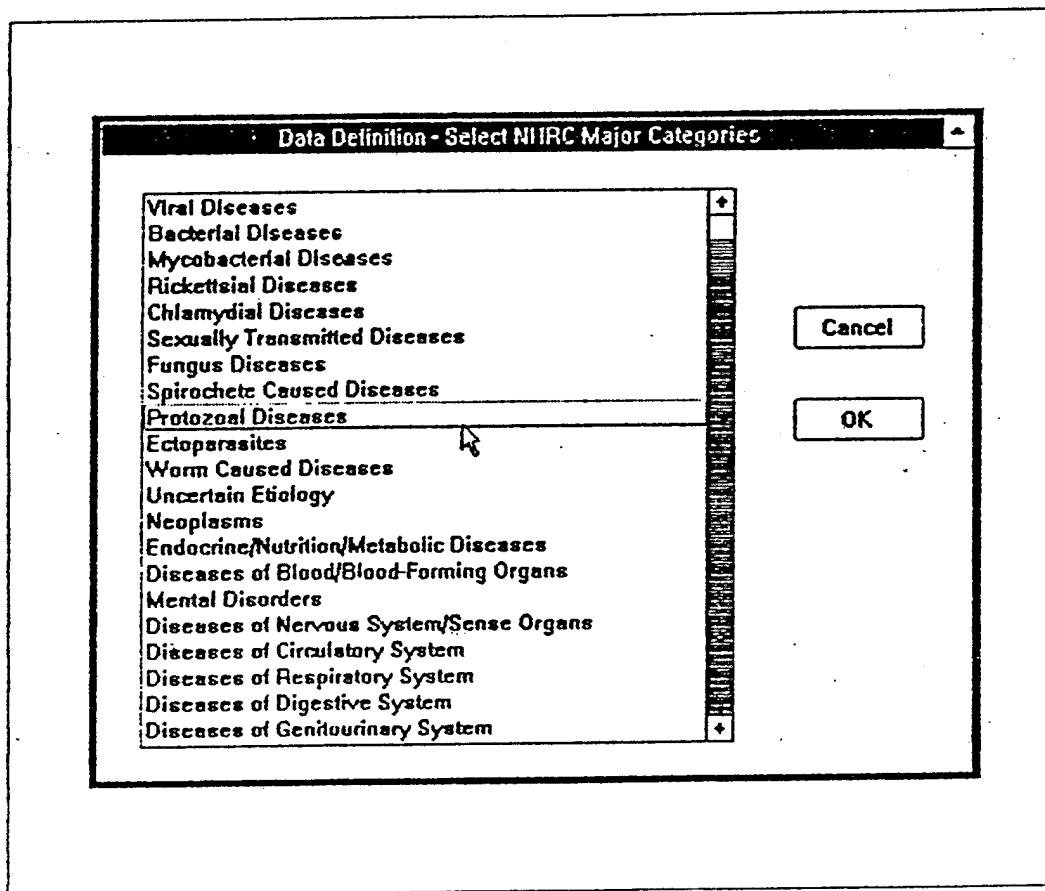 Data Definition - Select NHRC Major Categories
Viral Diseases
Bacterial Diseases
Mycobacterial Diseases
Rickettsial Diseases
Chlamydial Diseases
Sexually Transmitted Diseases
Fungus Diseases
Spirochete Caused Diseases
Protozoal Diseases
Ectoparasites
Worm Caused Diseases
Uncertain Etiology
Neoplasms
Endocrine/Nutrition/Metabolic Diseases
Diseases of Blood/Blood-Forming Organs
Mental Disorders
Diseases of Nervous System/Sense Organs
Diseases of Circulatory System
Diseases of Respiratory System
Diseases of Digestive System
Diseases of Genitourinary System
Cancel
OK